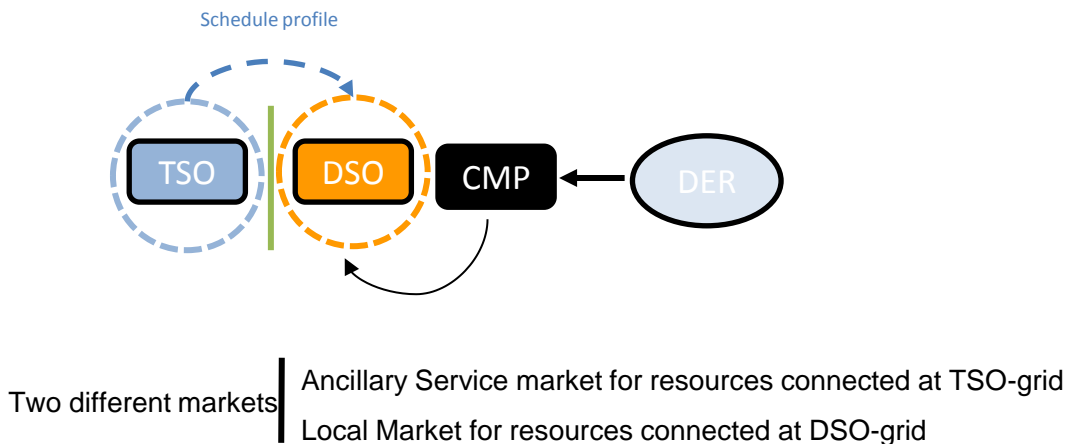 Schedule profile
TSO
DSO
CMP
DER
Two different markets
Ancillary Service market for resources connected at TSO-grid
Local Market for resources connected at DSO-grid